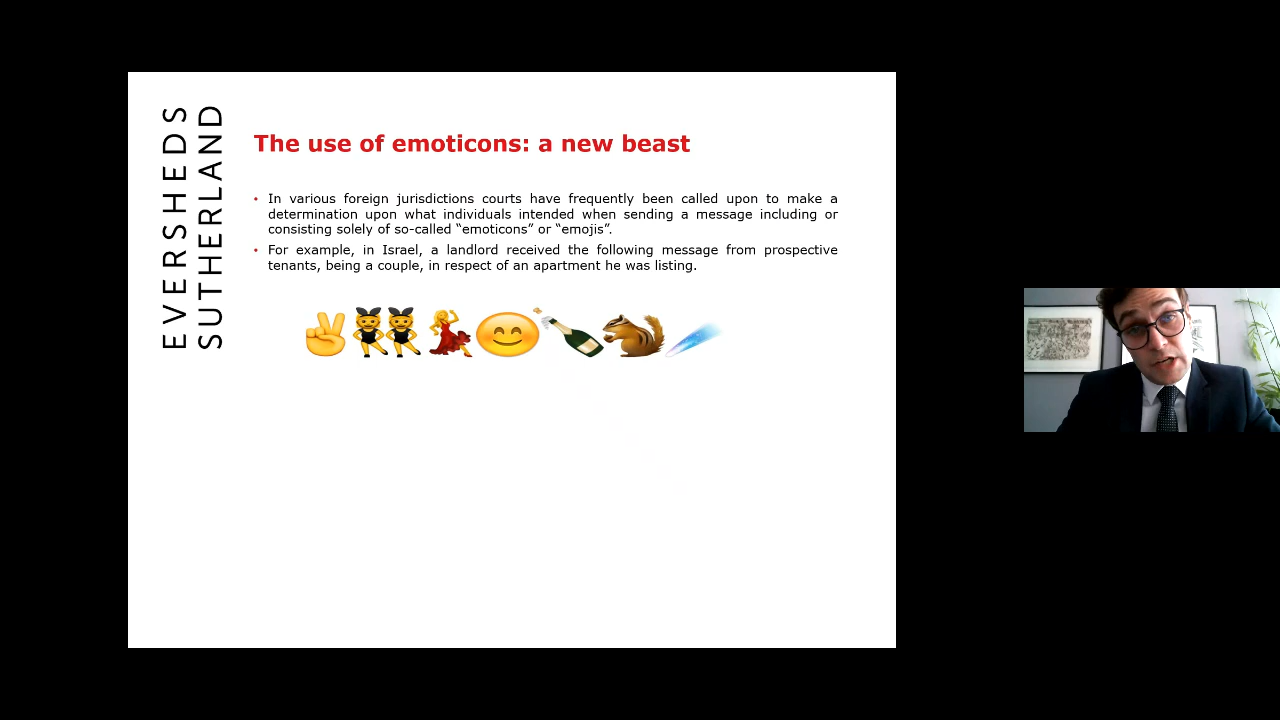 EVERSHEDS
SUTHERLAND
The use of emoticons: a new beast
• In various foreign jurisdictions courts have frequently been called upon to make a
determination upon what individuals intended when sending a message including or
consisting solely of so-called “emoticons” or “emojis”.
• For example, in Israel, a landlord received the following message from prospective
tenants, being a couple, in respect of an apartment he was listing.